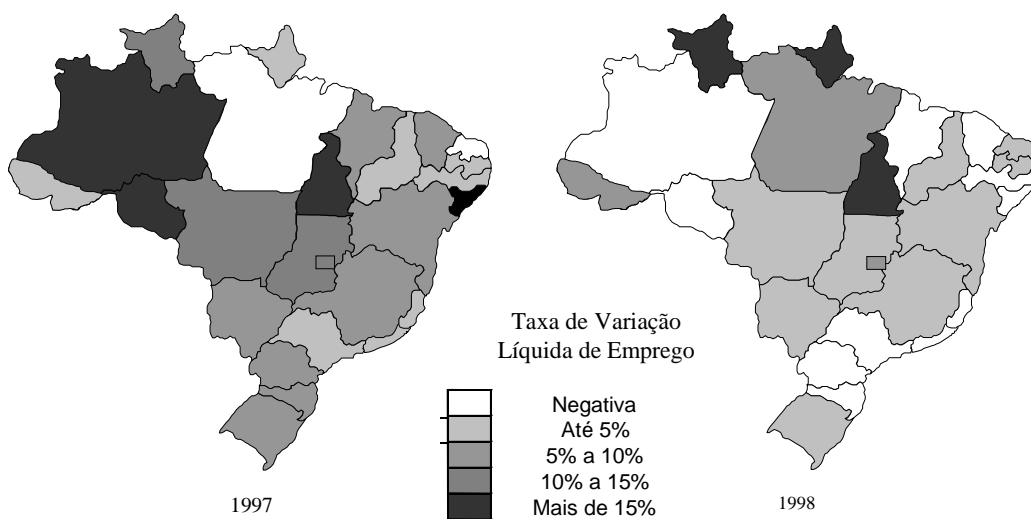 Taxa de Variação
Líquida de Emprego
Negativa
Até 5%
5% a 10%
10% a 15%
Mais de 15%
1997
1998